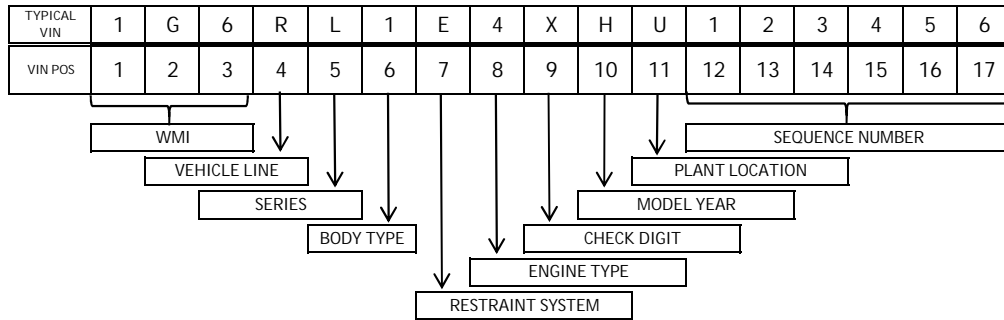 TYPICAL VIN 1 G 6 R L 1 E 4 X H U 1 2 3 4 5 6
VIN POS 1 2 3 4 5 6 7 8 9 10 11 12 13 14 15 16 17
WMI SEQUENCE NUMBER
VEHICLE LINE PLANT LOCATION
SERIES MODEL YEAR
BODY TYPE CHECK DIGIT
ENGINE TYPE
RESTRAINT SYSTEM